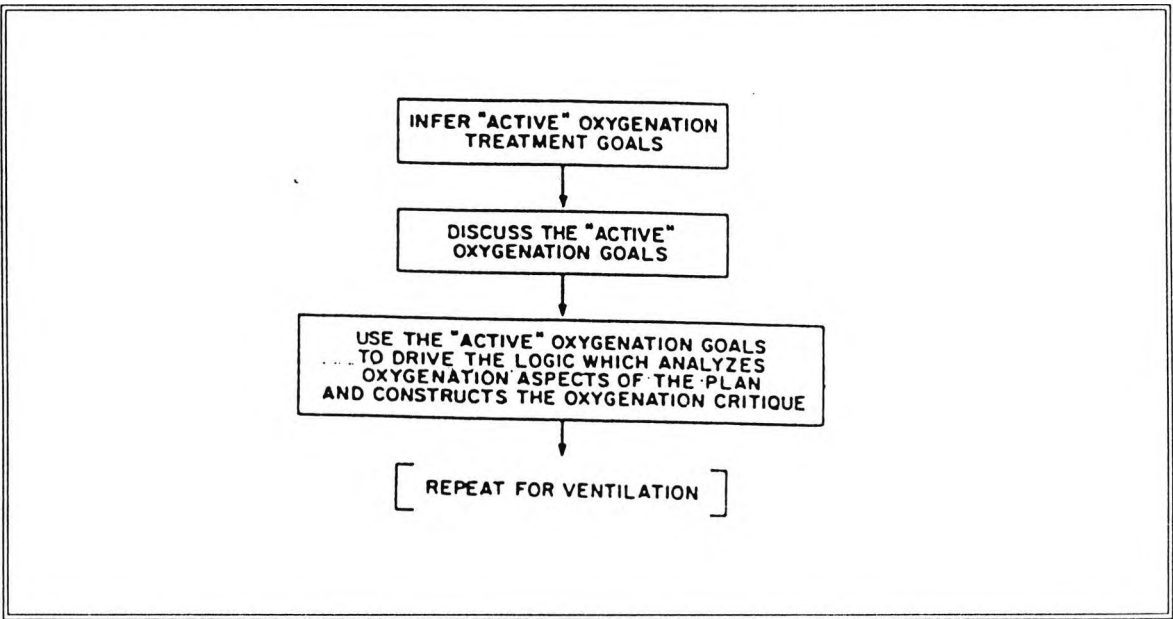 INFER "ACTIVE" OXYGENATION
TREATMENT GOALS
DISCUSS THE "ACTIVE"
OXYGENATION GOALS
USE THE "ACTIVE" OXYGENATION GOALS
TO DRIVE THE LOGIC WHICH ANALYZES
OXYGENATION ASPECTS OF THE PLAN
AND CONSTRUCTS THE OXYGENATION CRITIQUE
[ REPEAT FOR VENTILATION ]